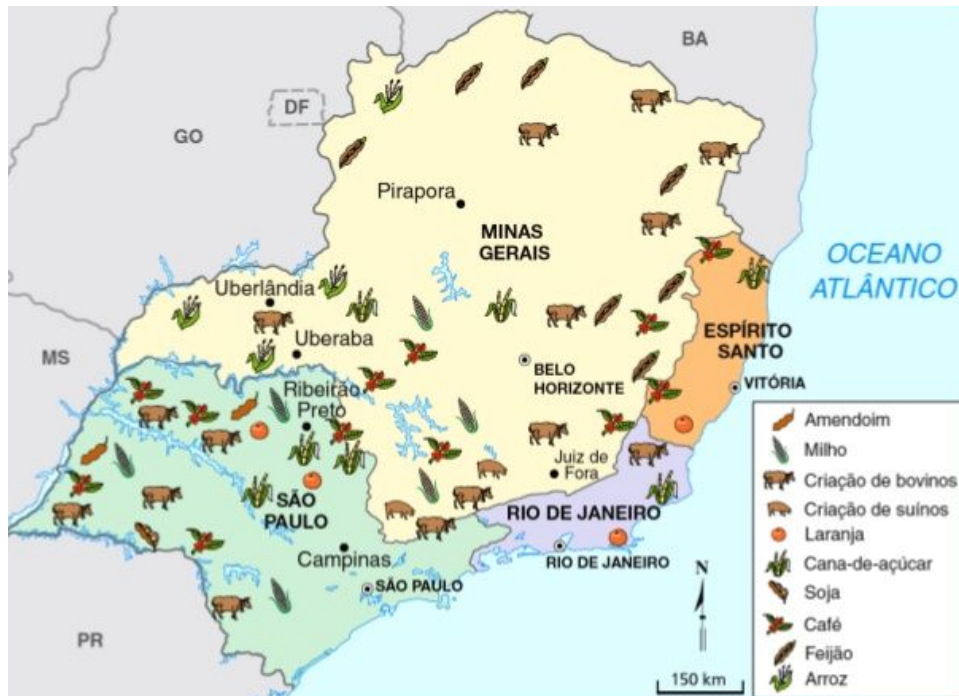 BA
DF
GO
Pirapora
MINAS
GERAIS
OCEANO
ATLÂNTICO
Uberlândia
Uberaba
MS
ESPÍRITO
SANTO
BELO
HORIZONTE
VITÓRIA
Ribeirão
Preto
Juiz de
Fora
SÃO
PAULO
RIO DE JANEIRO
Campinas
RIO DE JANEIRO
SÃO PAULO
PR
N
150 km
Amendoim
Milho
Criação de bovinos
Criação de suínos
Laranja
Cana-de-açúcar
Soja
Café
Feijão
Arroz